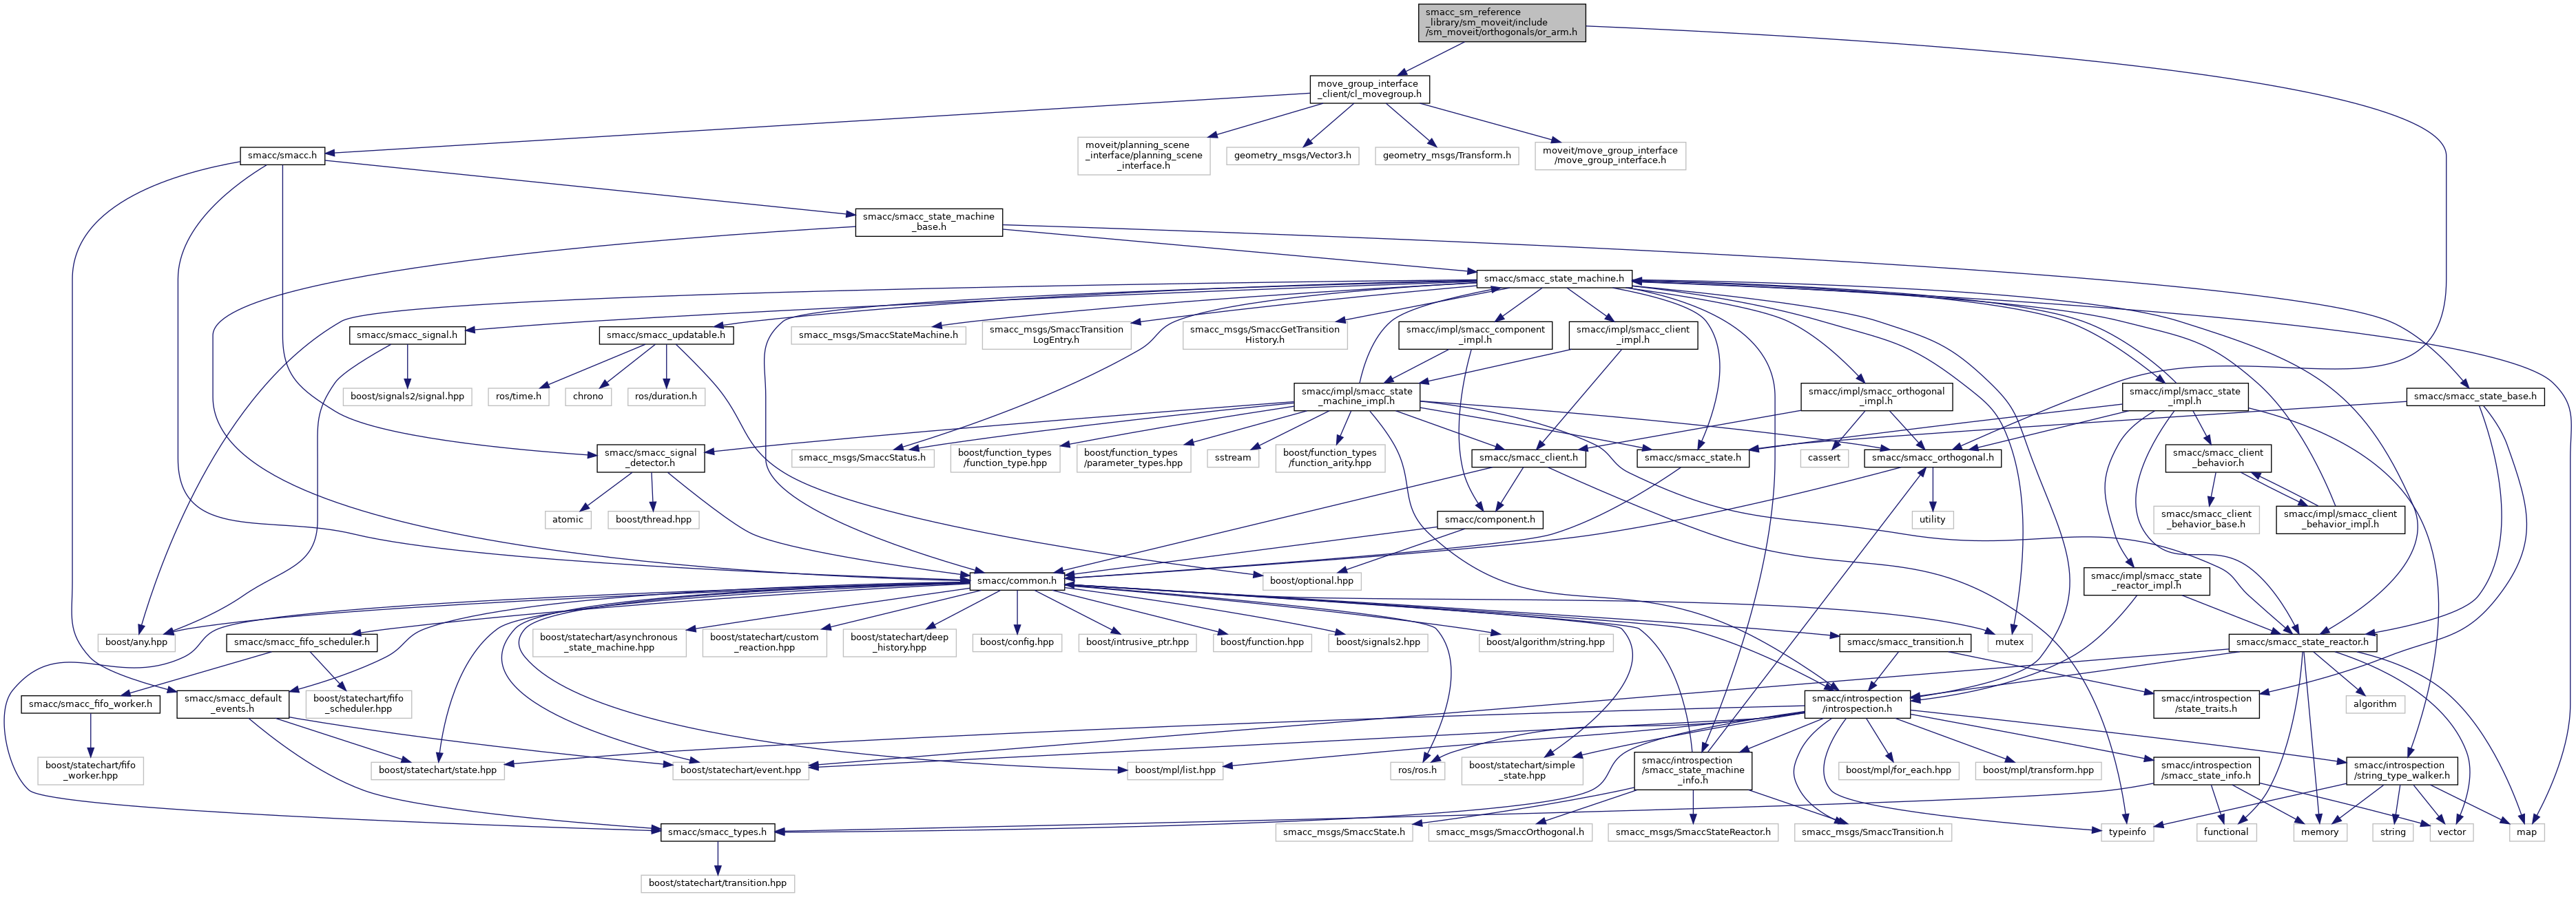 smacc_sm_reference
_library/sm_moveit/include
/sm_moveit/orthogonals/or_arm.h
move_group_interface
_client/cl_movegroup.h
smacc/smacc.h
moveit/planning_scene
_interface/planning_scene
_interface.h
geometry_msgs/Vector3.h
geometry_msgs/Transform.h
moveit/move_group_interface
/move_group_interface.h
smacc/smacc_state_machine
_base.h
smacc/smacc_state_machine.h
smacc/smacc_signal.h
smacc/smacc_updatable.h
smacc_msgs/SmaccStateMachine.h
smacc_msgs/SmaccTransition
LogEntry.h
smacc_msgs/SmaccGetTransition
History.h
smacc/impl/smacc_component
_impl.h
smacc/impl/smacc_client
_impl.h
boost/signals2/signal.hpp
ros/time.h
chrono
ros/duration.h
smacc/impl/smacc_state
_machine_impl.h
smacc/impl/smacc_orthogonal
_impl.h
smacc/impl/smacc_state
_impl.h
smacc/smacc_state_base.h
smacc/smacc_signal
_detector.h
smacc_msgs/SmaccStatus.h
boost/function_types
/function_type.hpp
boost/function_types
/parameter_types.hpp
sstream
boost/function_types
/function_arity.hpp
smacc/smacc_client.h
smacc/smacc_state.h
cassert
smacc/smacc_orthogonal.h
smacc/smacc_client
_behavior.h
atomic
boost/thread.hpp
smacc/component.h
utility
smacc/smacc_client
_behavior_base.h
smacc/impl/smacc_client
_behavior_impl.h
smacc/common.h
boost/optional.hpp
smacc/impl/smacc_state
_reactor_impl.h
boost/any.hpp
smacc/smacc_fifo_scheduler.h
boost/statechart/asynchronous
_state_machine.hpp
boost/statechart/custom
_reaction.hpp
boost/statechart/deep
_history.hpp
boost/config.hpp
boost/intrusive_ptr.hpp
boost/function.hpp
boost/signals2.hpp
boost/algorithm/string.hpp
smacc/smacc_transition.h
mutex
smacc/smacc_state_reactor.h
smacc/smacc_fifo_worker.h
smacc/smacc_default
_events.h
boost/statechart/fifo
_scheduler.hpp
smacc/introspection
/introspection.h
smacc/introspection
/state_traits.h
algorithm
boost/statechart/fifo
_worker.hpp
boost/statechart/state.hpp
boost/statechart/event.hpp
boost/mpl/list.hpp
ros/ros.h
boost/statechart/simple
_state.hpp
smacc/introspection
/smacc_state_machine
_info.h
boost/mpl/for_each.hpp
boost/mpl/transform.hpp
smacc/introspection
/smacc_state_info.h
smacc/introspection
/string_type_walker.h
smacc/smacc_types.h
smacc_msgs/SmaccState.h
smacc_msgs/SmaccOrthogonal.h
smacc_msgs/SmaccStateReactor.h
smacc_msgs/SmaccTransition.h
typeinfo
functional
memory
string
vector
map
boost/statechart/transition.hpp